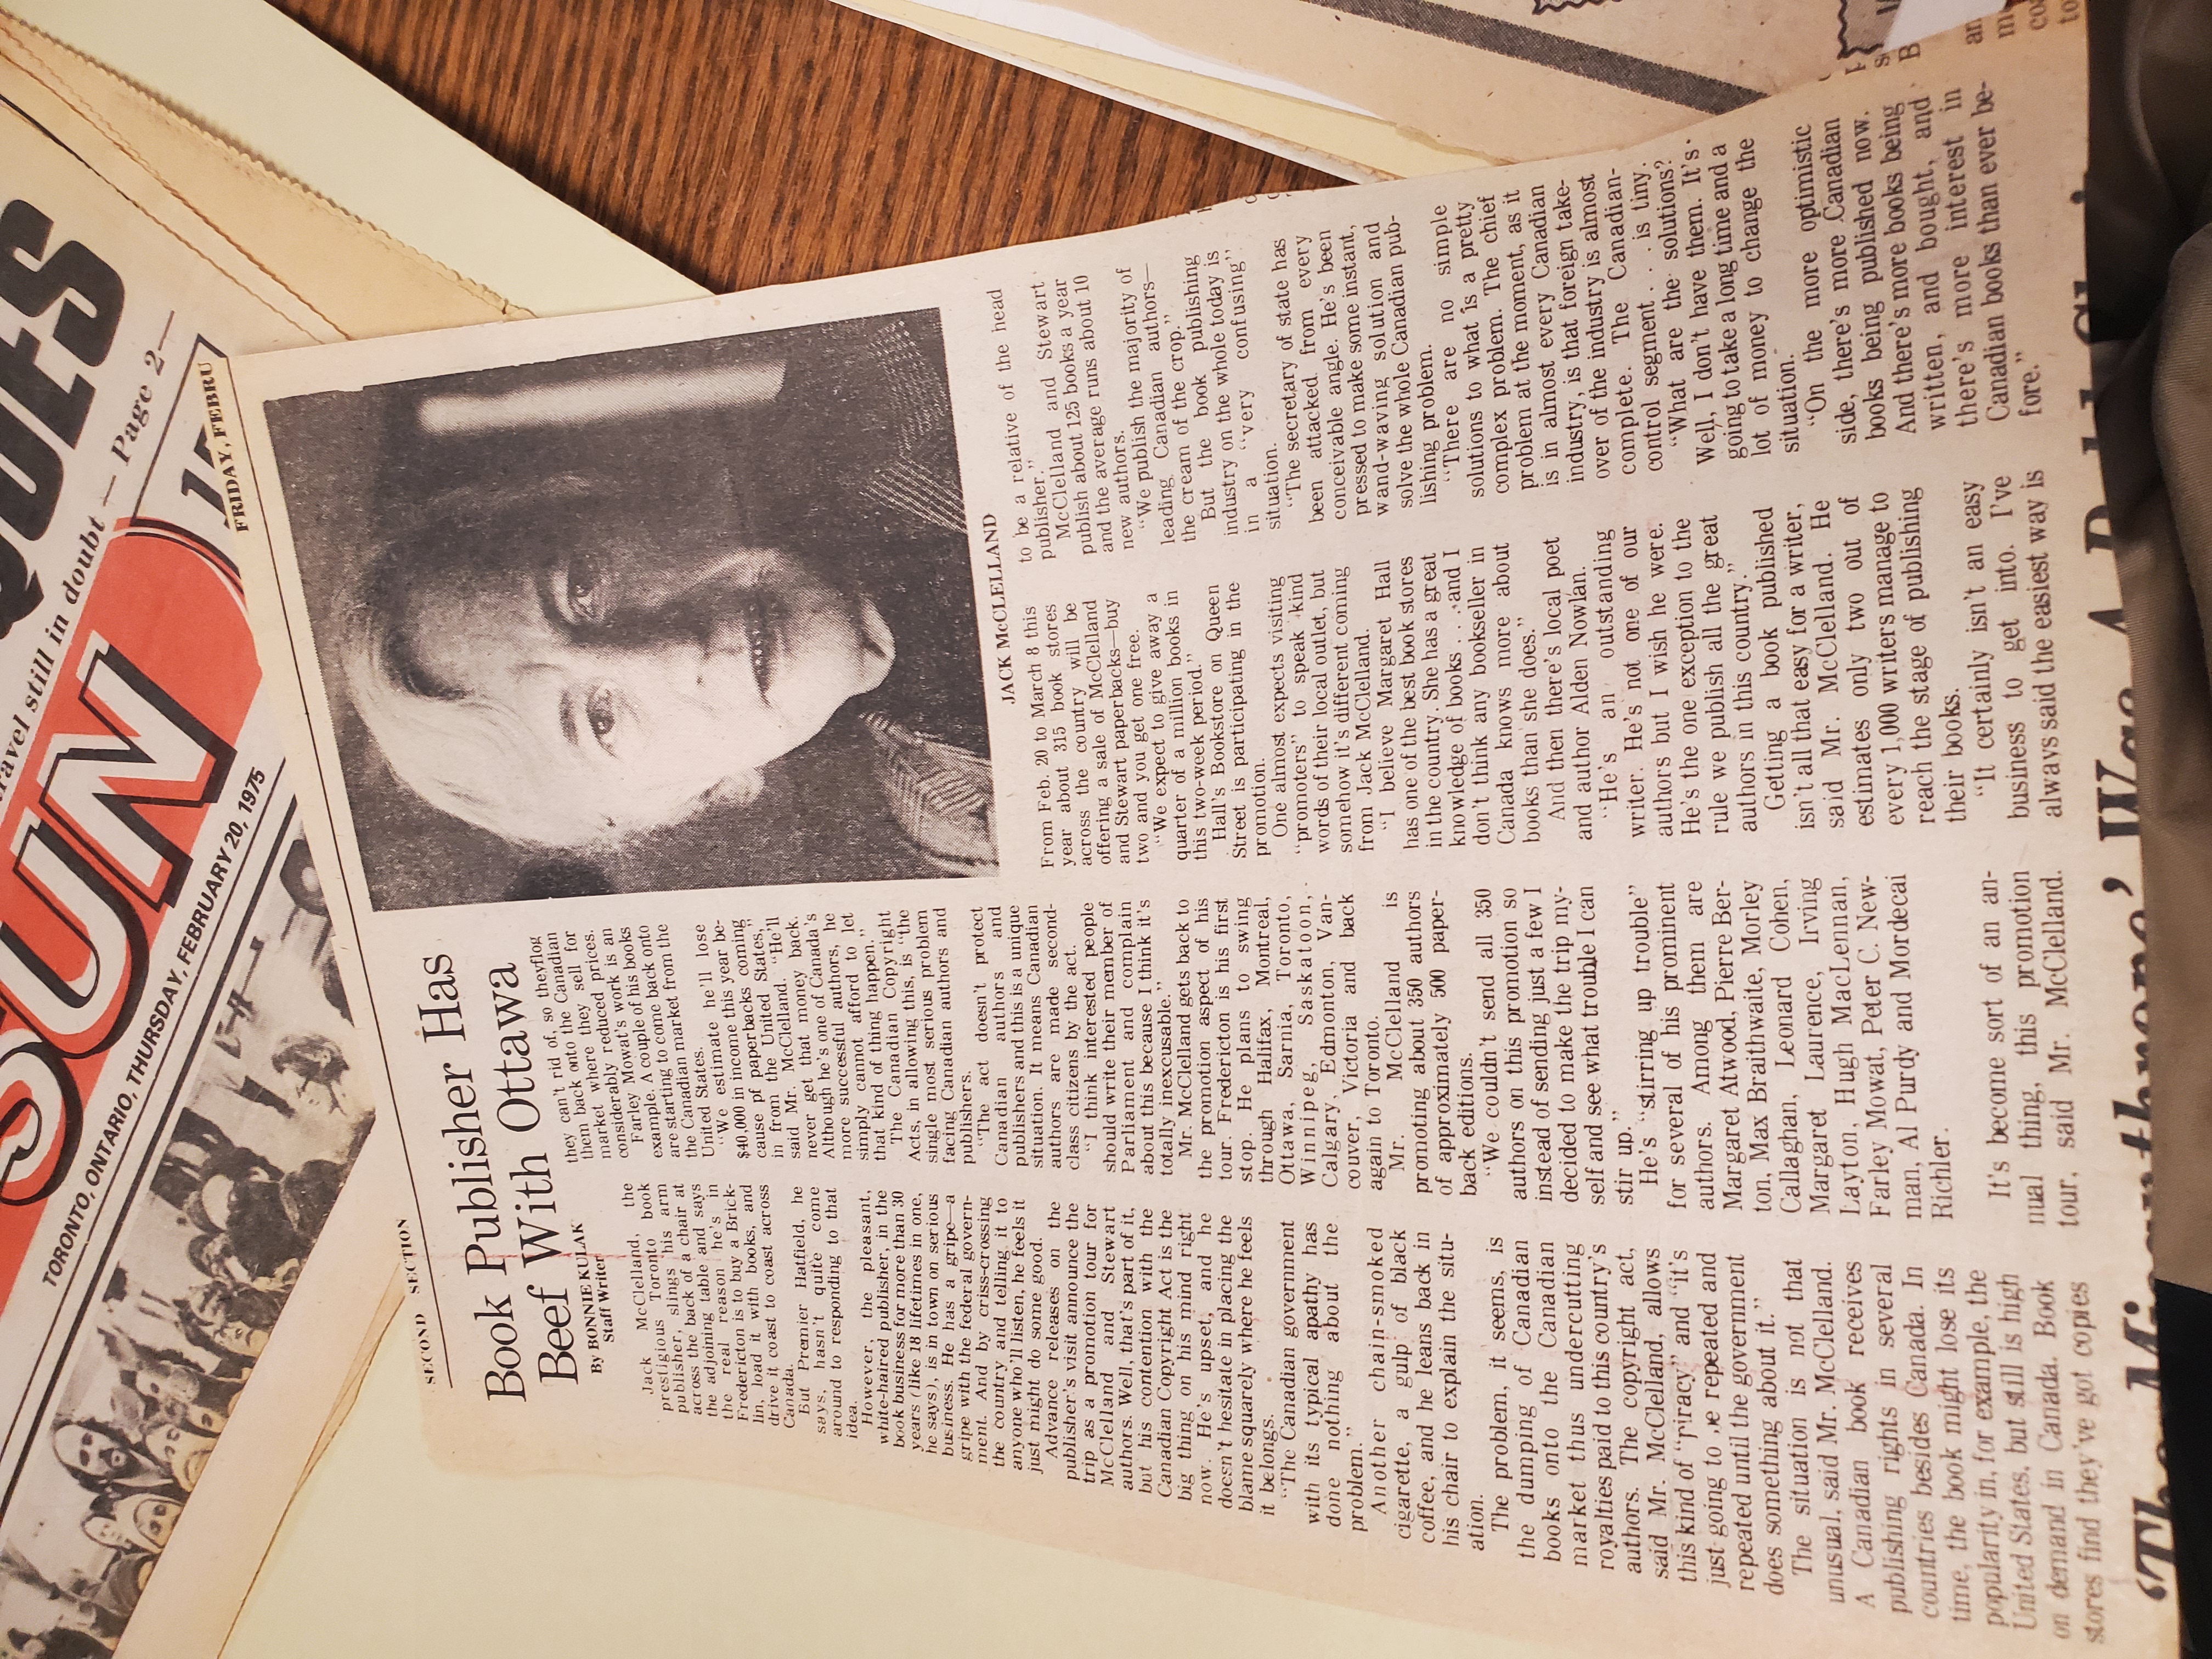 QUES
ravel still in doubt — Page 2—
SUN
TORONTO, ONTARIO, THURSDAY, FEBRUARY 20, 1975
SECOND SECTION
FRIDAY, FEBRU
Book Publisher Has
Beef With Ottawa
By BONNIE KULAK
Staff Writer
Jack McClelland, the
prestigious Toronto book
publisher, slings his arm
across the back of a chair at
the adjoining table and says
the real reason he's in
Fredericton is to buy a Brick-
lin, load it with books, and
drive it coast to coast across
Canada.
But Premier Hatfield, he
says, hasn't quite come
around to responding to that
idea.
However, the pleasant,
white-haired publisher, in the
book business for more than 30
years (like 18 lifetimes in one,
he says), is in town on serious
business. He has a gripe—a
gripe with the federal govern-
ment. And by criss-crossing
the country and telling it to
anyone who'll listen, he feels it
just might do some good.
Advance releases on the
publisher's visit announce the
trip as a promotion tour for
McClelland and Stewart
authors. Well, that's part of it,
but his contention with the
Canadian Copyright Act is the
big thing on his mind right
now. He's upset, and he
doesn't hesitate in placing the
blame squarely where he feels
it belongs.
"The Canadian government
with its typical apathy has
done nothing about the
problem."
Another chain-smoked
cigarette, a gulp of black
coffee, and he leans back in
his chair to explain the situ-
ation.
The problem, it seems, is
the dumping of Canadian
books onto the Canadian
market thus undercutting
royalties paid to this country's
authors. The copyright act,
said Mr. McClelland, allows
this kind of "piracy" and "it's
just going to be repeated and
repeated until the government
does something about it."
The situation is not that
unusual, said Mr. McClelland.
A Canadian book receives
publishing rights in several
countries besides Canada. In
time, the book might lose its
popularity in, for example, the
United States, but still is high
on demand in Canada. Book
stores find they've got copies
they can't rid of, so theyflog
them back onto the Canadian
market where they sell for
considerably reduced prices.
Farley Mowat's work is an
example. A couple of his books
are starting to come back onto
the Canadian market from the
United States.
"We estimate he'll lose
$40,000 in income this year be-
cause of paperbacks coming
in from the United States,"
said Mr. McClelland. "He'll
never get that money back.
Although he's one of Canada's
more successful authors, he
simply cannot afford to let
that kind of thing happen."
The Canadian Copyright
Acts, in allowing this, is "the
single most serious problem
facing Canadian authors and
publishers.
"The act doesn't protect
Canadian authors and
publishers and this is a unique
situation. It means Canadian
authors are made second-
class citizens by the act.
"I think interested people
should write their member of
Parliament and complain
about this because I think it's
totally inexcusable."
Mr. McClelland gets back to
the promotion aspect of his
tour. Fredericton is his first
stop. He plans to swing
through Halifax, Montreal,
Ottawa, Sarnia, Toronto,
Winnipeg, Saskatoon,
Calgary, Edmonton, Van-
couver, Victoria and back
again to Toronto.
Mr. McClelland is
promoting about 350 authors
of approximately 500 paper-
back editions.
"We couldn't send all 350
authors on this promotion so
instead of sending just a few I
decided to make the trip my-
self and see what trouble I can
stir up."
He's "stirring up trouble"
for several of his prominent
authors. Among them are
Margaret Atwood, Pierre Ber-
ton, Max Braithwaite, Morley
Callaghan, Leonard Cohen,
Margaret Laurence, Irving
Layton, Hugh MacLennan,
Farley Mowat, Peter C. New-
man, Al Purdy and Mordecai
Richler.
It's become sort of an an-
nual thing, this promotion
tour, said Mr. McClelland.
JACK McCLELLAND
From Feb. 20 to March 8 this
year about 315 book stores
across the country will be
offering a sale of McClelland
and Stewart paperbacks—buy
two and you get one free.
"We expect to give away a
quarter of a million books in
this two-week period."
Hall's Bookstore on Queen
Street is participating in the
promotion.
One almost expects visiting
"promoters" to speak kind
words of their local outlet, but
somehow it's different coming
from Jack McClelland.
"I believe Margaret Hall
has one of the best book stores
in the country. She has a great
knowledge of books . . . and I
don't think any bookseller in
Canada knows more about
books than she does."
And then there's local poet
and author Alden Nowlan.
"He's an outstanding
writer. He's not one of our
authors but I wish he were.
He's the one exception to the
rule we publish all the great
authors in this country."
Getting a book published
isn't all that easy for a writer,
said Mr. McClelland. He
estimates only two out of
every 1,000 writers manage to
reach the stage of publishing
their books.
"It certainly isn't an easy
business to get into. I've
always said the easiest way is
to be a relative of the head
publisher."
McClelland and Stewart
publish about 125 books a year
and the average runs about 10
new authors.
"We publish the majority of
leading Canadian authors—
the cream of the crop."
But the book publishing
industry on the whole today is
in a "very confusing"
situation.
"The secretary of state has
been attacked from every
conceivable angle. He's been
pressed to make some instant,
wand-waving solution and
solve the whole Canadian pub-
lishing problem.
"There are no simple
solutions to what is a pretty
complex problem. The chief
problem at the moment, as it
is in almost every Canadian
industry, is that foreign take-
over of the industry is almost
complete. The Canadian-
control segment . . . is tiny.
"What are the solutions?
Well, I don't have them. It's
going to take a long time and a
lot of money to change the
situation.
"On the more optimistic
side, there's more Canadian
books being published now.
And there's more books being
written, and bought, and
there's more interest in
Canadian books than ever be-
fore."